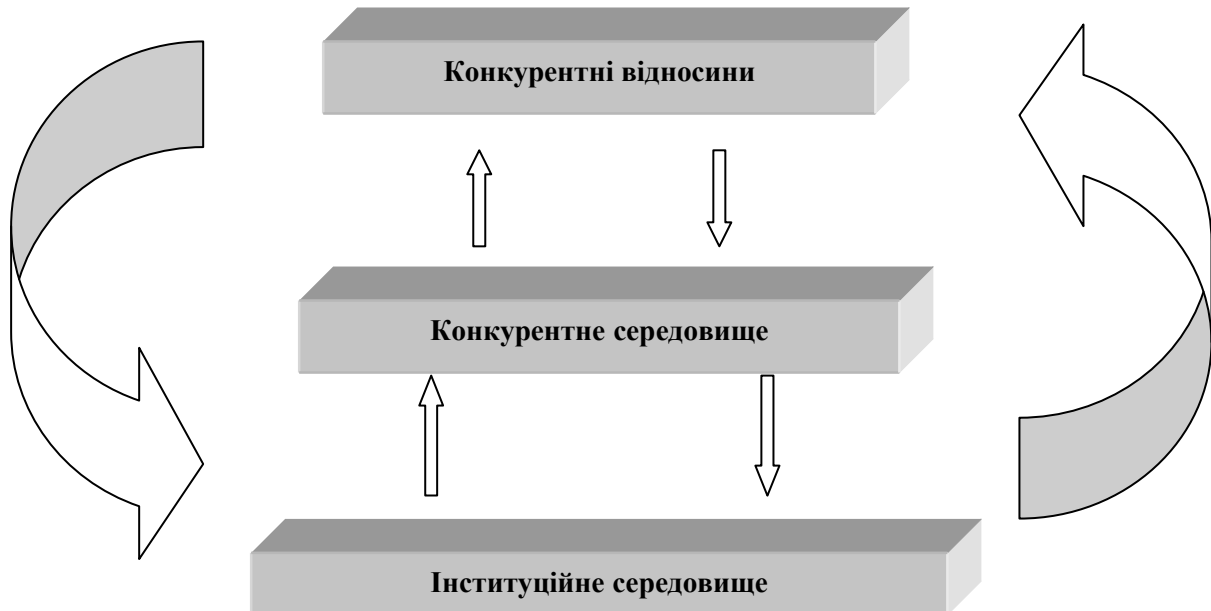 Конкурентні відносини
Конкурентне середовище
Інституційне середовище